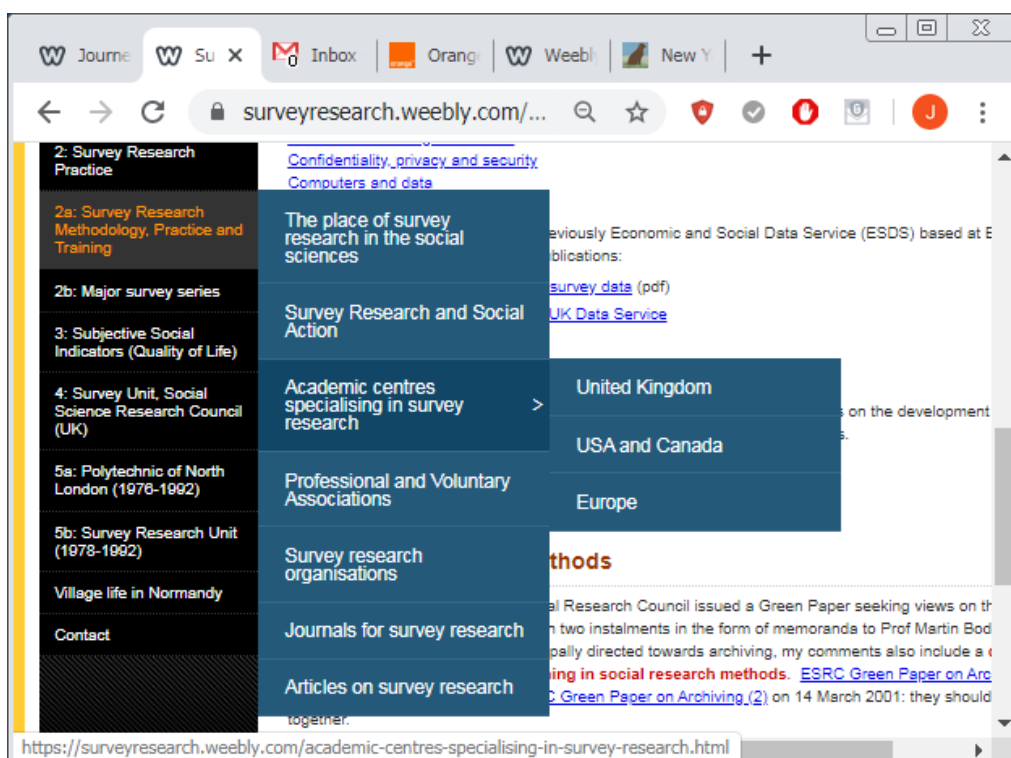 Journe
Su
Inbox
Orange
Weebl
New Y
surveyresearch.weebly.com/...
J
2: Survey Research
Practice
2a: Survey Research
Methodology, Practice and
Training
2b: Major survey series
3: Subjective Social
Indicators (Quality of Life)
4: Survey Unit, Social
Science Research Council
(UK)
5a: Polytechnic of North
London (1976-1992)
5b: Survey Research Unit
(1978-1992)
Village life in Normandy
Contact
Confidentiality, privacy and security
Computers and data
The place of survey
research in the social
sciences
Survey Research and Social
Action
Academic centres
specialising in survey
research
>
Professional and Voluntary
Associations
Survey research
organisations
Journals for survey research
Articles on survey research
United Kingdom
USA and Canada
Europe
eviously Economic and Social Data Service (ESDS) based at E
blications:
survey data (pdf)
UK Data Service
on the development
s.
thods
al Research Council issued a Green Paper seeking views on th
n two instalments in the form of memoranda to Prof Martin Bod
pally directed towards archiving, my comments also include a
ning in social research methods. ESRC Green Paper on Arc
C Green Paper on Archiving (2) on 14 March 2001: they should
together.
https://surveyresearch.weebly.com/academic-centres-specialising-in-survey-research.html